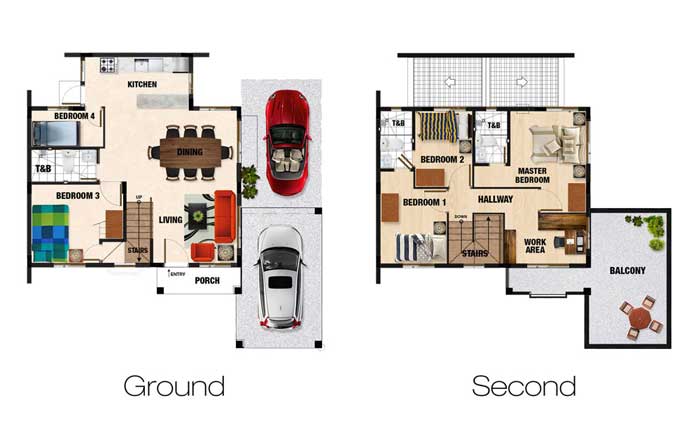 KITCHEN
BEDROOM 4
T&B
DINING
BEDROOM 3
UP
LIVING
STAIRS
ENTRY
PORCH
Ground
T&B
T&B
BEDROOM 2
MASTER
BEDROOM
BEDROOM 1
HALLWAY
DOWN
STAIRS
WORK
AREA
BALCONY
Second